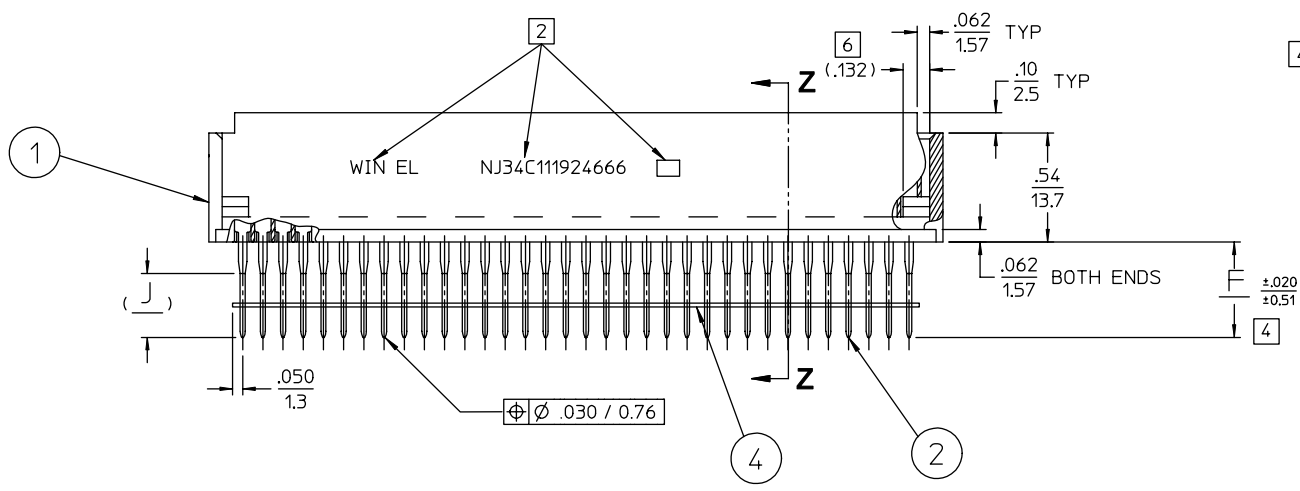 2
6
(.132)
.062
1.57
TYP
4
.10
2.5
TYP
Z
1
WIN EL
NJ34C111924666
.54
13.7
.062
1.57
BOTH ENDS
(J)
F
±.020
±0,51
4
.050
1.3
Z
⌖ Ø .030 / 0.76
4
2